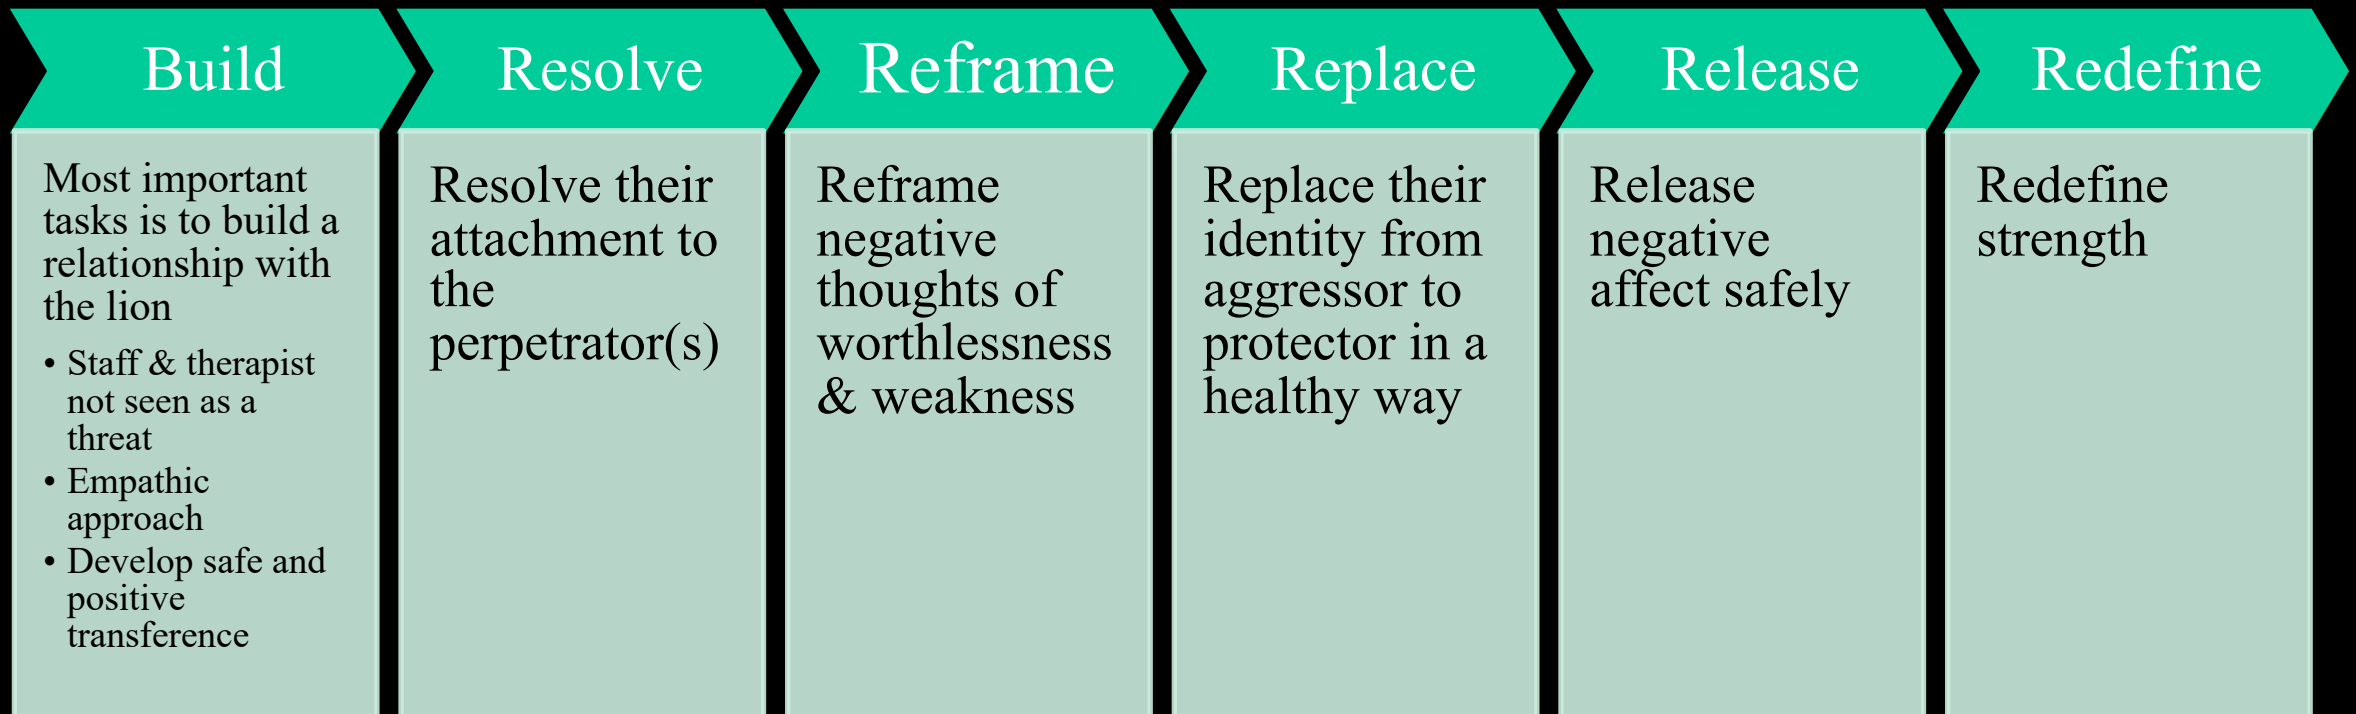 Build
Resolve
Reframe
Replace
Release
Redefine
Most important
tasks is to build a
relationship with
the lion
• Staff & therapist
not seen as a
threat
• Empathic
approach
• Develop safe and
positive
transference
Resolve their
attachment to
the
perpetrator(s)
Reframe
negative
thoughts of
worthlessness
& weakness
Replace their
identity from
aggressor to
protector in a
healthy way
Release
negative
affect safely
Redefine
strength